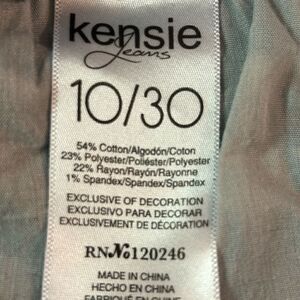 kensie
Jeans
10/30
54% Cotton/Algodón/Coton
23% Polyester/Poliéster/Polyester
22% Rayon/Rayón/Rayonne
1% Spandex/Spandex/Spandex
EXCLUSIVE OF DECORATION
EXCLUSIVO PARA DECORAR
EXCLUSIVEMENT DE DÉCORATION
RN№120246
MADE IN CHINA
HECHO EN CHINA
FABRIQUÉ EN CHINE